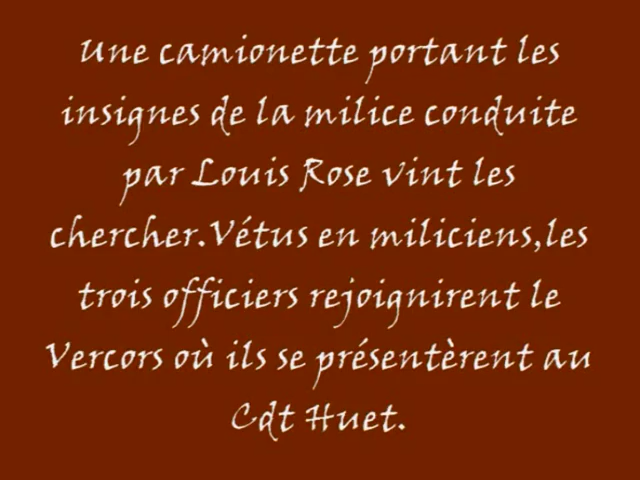 Une camionette portant les
insignes de la milice conduite
par Louis Rose vint les
chercher.Vétus en miliciens,les
trois officiers rejoignirent le
Vercors où ils se présentèrent au
Cdt Huet.